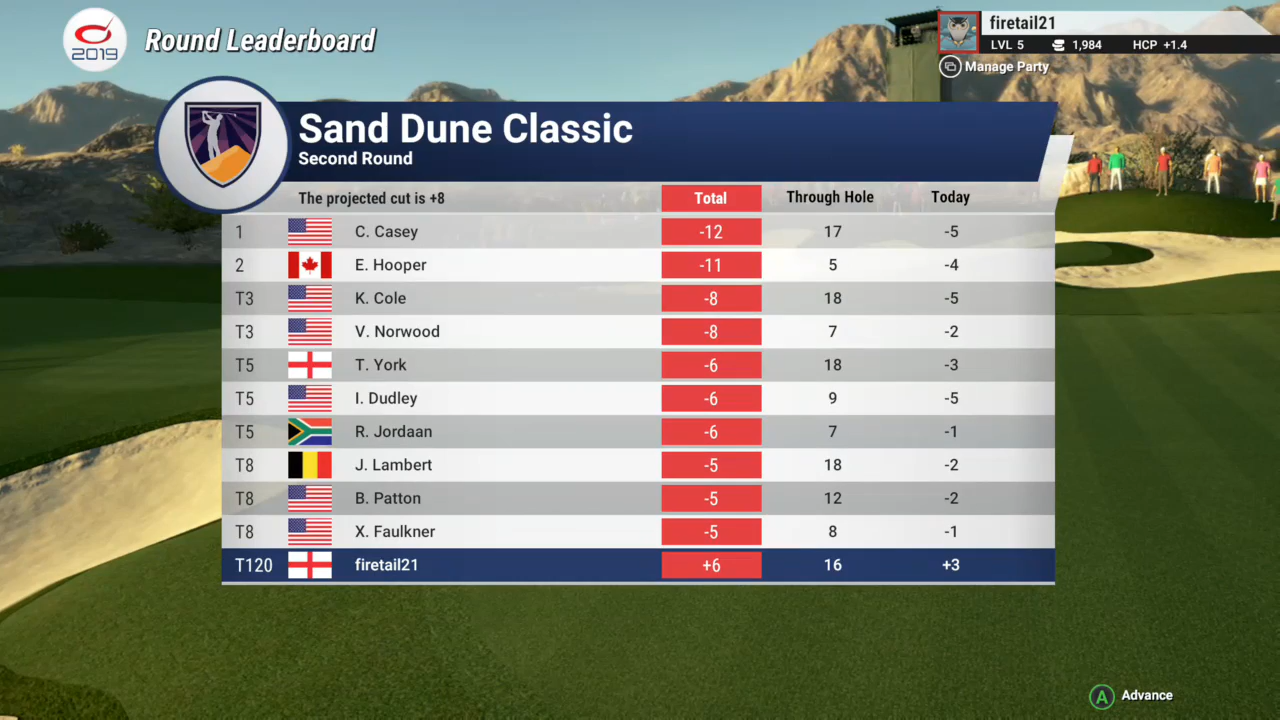 2019
Round Leaderboard
firetail21
LVL 5 1,984 HCP +1.4
Manage Party
Sand Dune Classic
Second Round
The projected cut is +8 Total Through Hole Today
1 C. Casey -12 17 -5
2 E. Hooper -11 5 -4
T3 K. Cole -8 18 -5
T3 V. Norwood -8 7 -2
T5 T. York -6 18 -3
T5 I. Dudley -6 9 -5
T5 R. Jordaan -6 7 -1
T8 J. Lambert -5 18 -2
T8 B. Patton -5 12 -2
T8 X. Faulkner -5 8 -1
T120 firetail21 +6 16 +3
A Advance